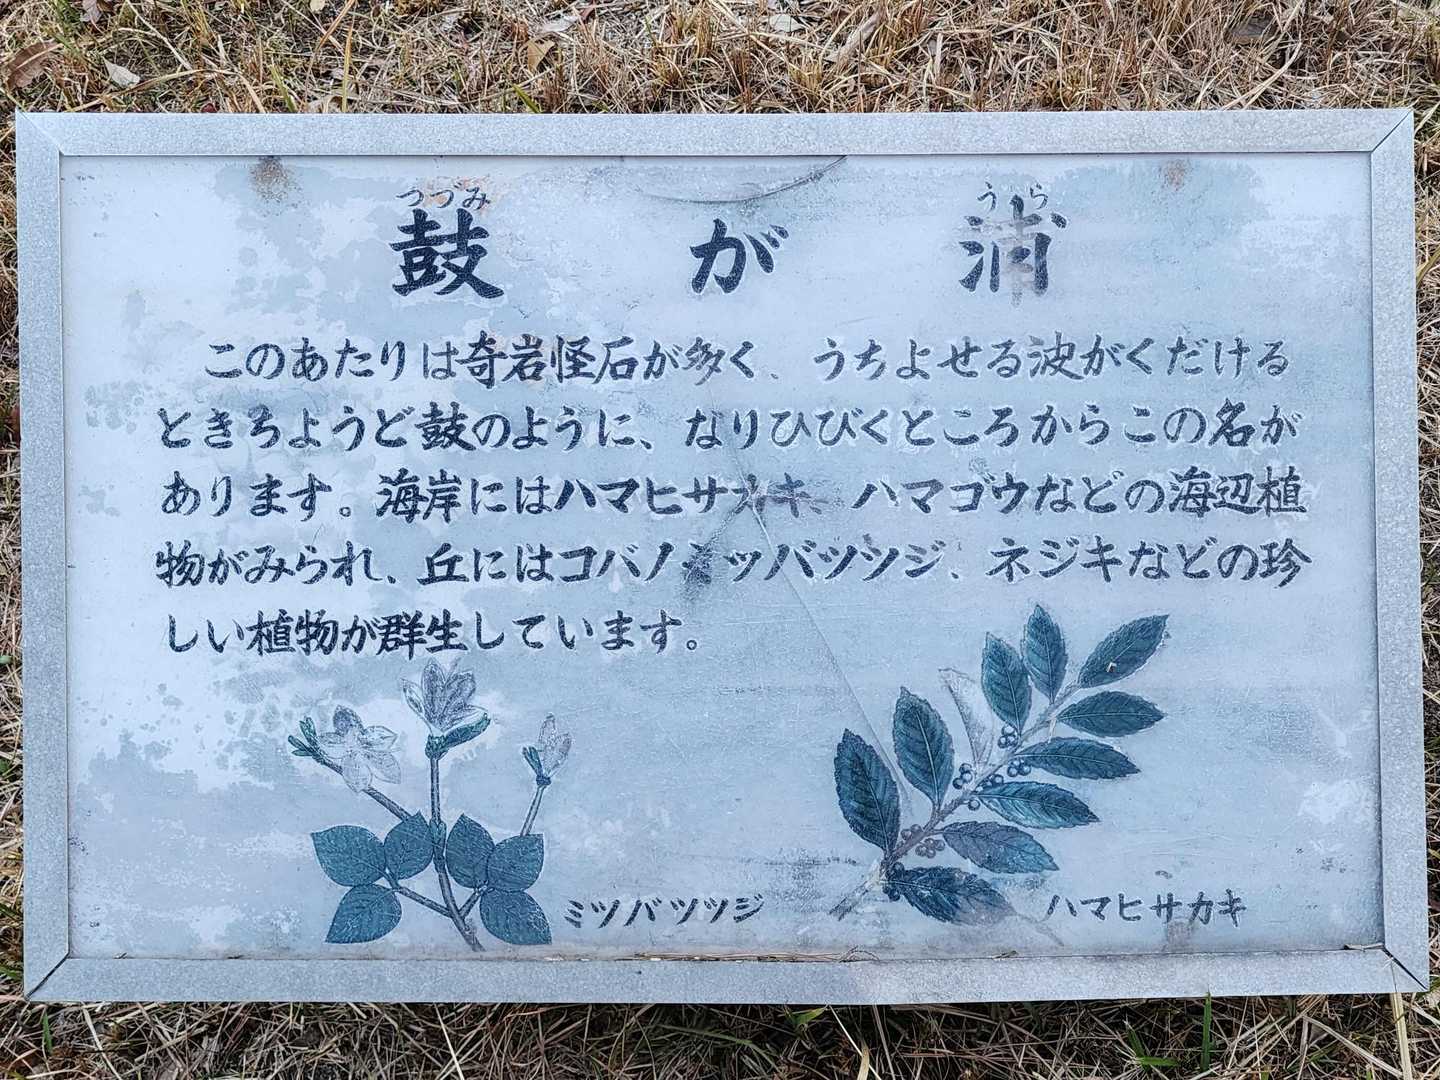 つづみ うら
鼓が浦
このあたりは奇岩怪石が多く、うちよせる波がくだける
ときちょうど鼓のように、なりひびくところからこの名が
あります。海岸にはハマヒサカキ、ハマゴウなどの海辺植
物がみられ、丘にはコバノミツバツツジ、ネジキなどの珍
しい植物が群生しています。
ミツバツツジ
ハマヒサカキ